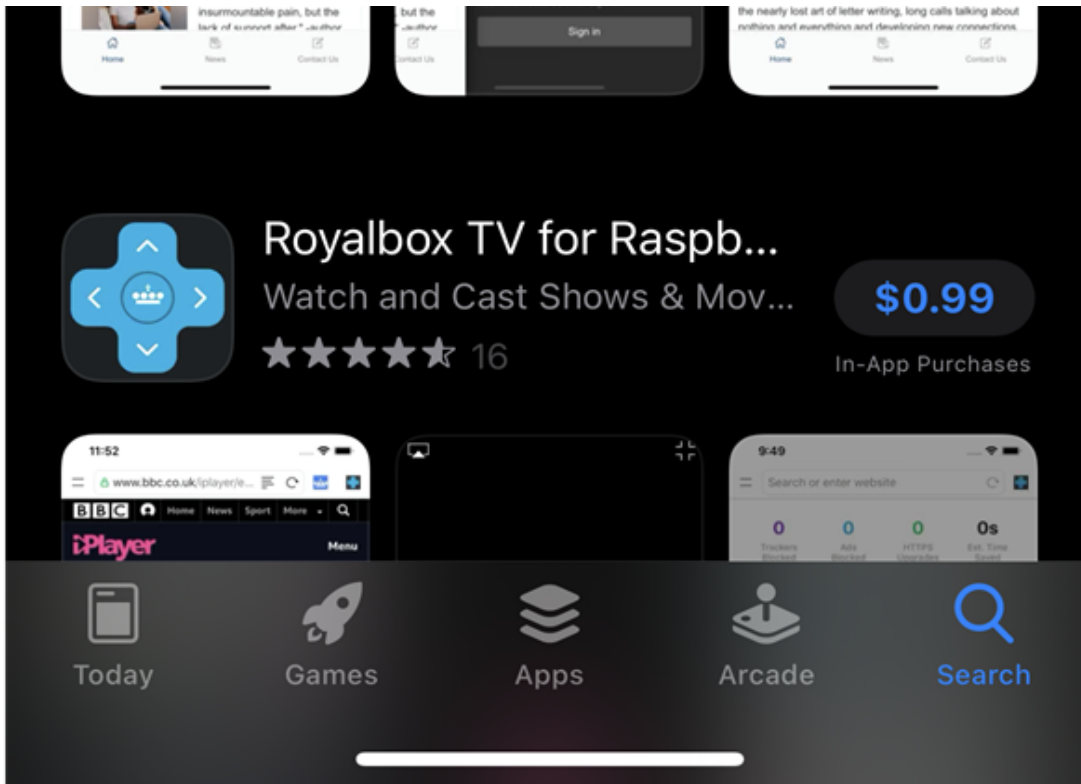 insurmountable pain, but the
lack of support after." -author
Home
News
Contact Us
, but the
." -author
Contact Us
Sign in
the nearly lost art of letter writing, long calls talking about
nothing and everything and developing new connections.
Home
News
Contact Us
Royalbox TV for Raspb...
Watch and Cast Shows & Mov...
16
$0.99
In-App Purchases
11:52
www.bbc.co.uk/iplayer/e...
BBC Home News Sport More
iPlayer
Menu
9:49
Search or enter website
0 0 0 0s
Trackers Blocked
Ads Blocked
HTTPS Upgrades
Est. Time Saved
Today
Games
Apps
Arcade
Search